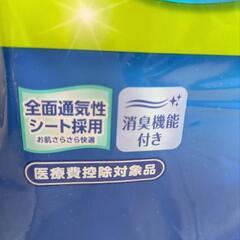 全面通気性
シート採用
お肌さらさら快適
消臭機能
付き
医療費控除対象品